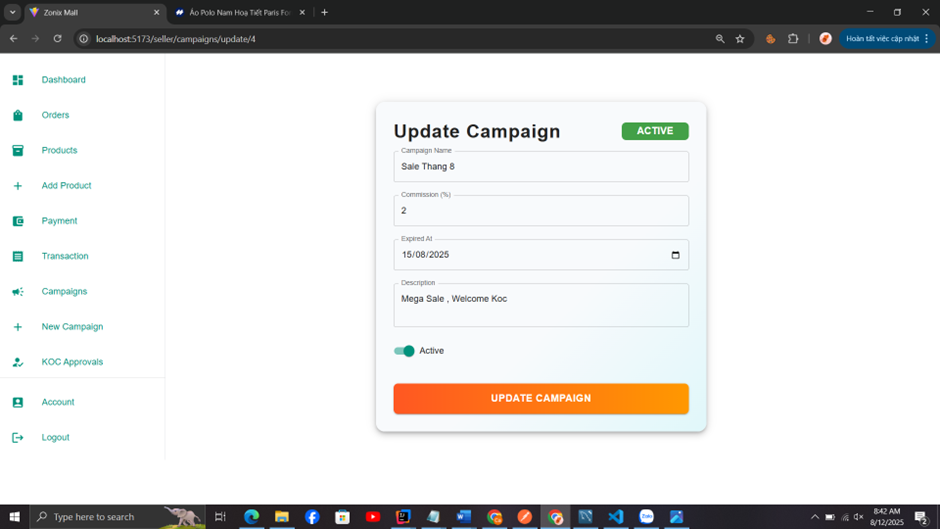 Zonix Mall
Áo Polo Nam Hoạ Tiết Paris For
localhost:5173/seller/campaigns/update/4
Hoàn tất việc cập nhật
Dashboard
Orders
Products
Add Product
Payment
Transaction
Campaigns
New Campaign
KOC Approvals
Account
Logout
Update Campaign
ACTIVE
Campaign Name
Sale Thang 8
Commission (%)
2
Expired At
15/08/2025
Description
Mega Sale , Welcome Koc
Active
UPDATE CAMPAIGN
Type here to search
Zalo
8:42 AM
8/12/2025
2